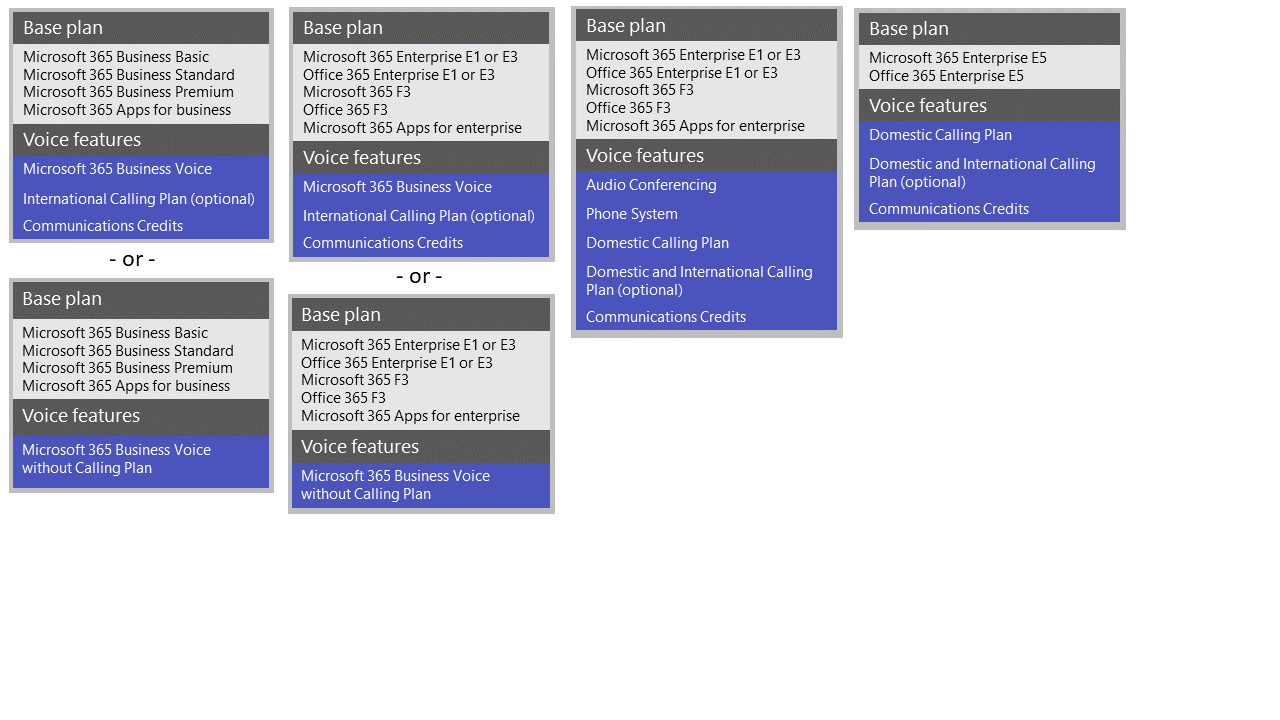 Base plan
Microsoft 365 Business Basic
Microsoft 365 Business Standard
Microsoft 365 Business Premium
Microsoft 365 Apps for business
Voice features
Microsoft 365 Business Voice
International Calling Plan (optional)
Communications Credits
- or -
Base plan
Microsoft 365 Business Basic
Microsoft 365 Business Standard
Microsoft 365 Business Premium
Microsoft 365 Apps for business
Voice features
Microsoft 365 Business Voice
without Calling Plan
Base plan
Microsoft 365 Enterprise E1 or E3
Office 365 Enterprise E1 or E3
Microsoft 365 F3
Office 365 F3
Microsoft 365 Apps for enterprise
Voice features
Microsoft 365 Business Voice
International Calling Plan (optional)
Communications Credits
- or -
Base plan
Microsoft 365 Enterprise E1 or E3
Office 365 Enterprise E1 or E3
Microsoft 365 F3
Office 365 F3
Microsoft 365 Apps for enterprise
Voice features
Microsoft 365 Business Voice
without Calling Plan
Base plan
Microsoft 365 Enterprise E1 or E3
Office 365 Enterprise E1 or E3
Microsoft 365 F3
Office 365 F3
Microsoft 365 Apps for enterprise
Voice features
Audio Conferencing
Phone System
Domestic Calling Plan
Domestic and International Calling
Plan (optional)
Communications Credits
Base plan
Microsoft 365 Enterprise E5
Office 365 Enterprise E5
Voice features
Domestic Calling Plan
Domestic and International Calling
Plan (optional)
Communications Credits